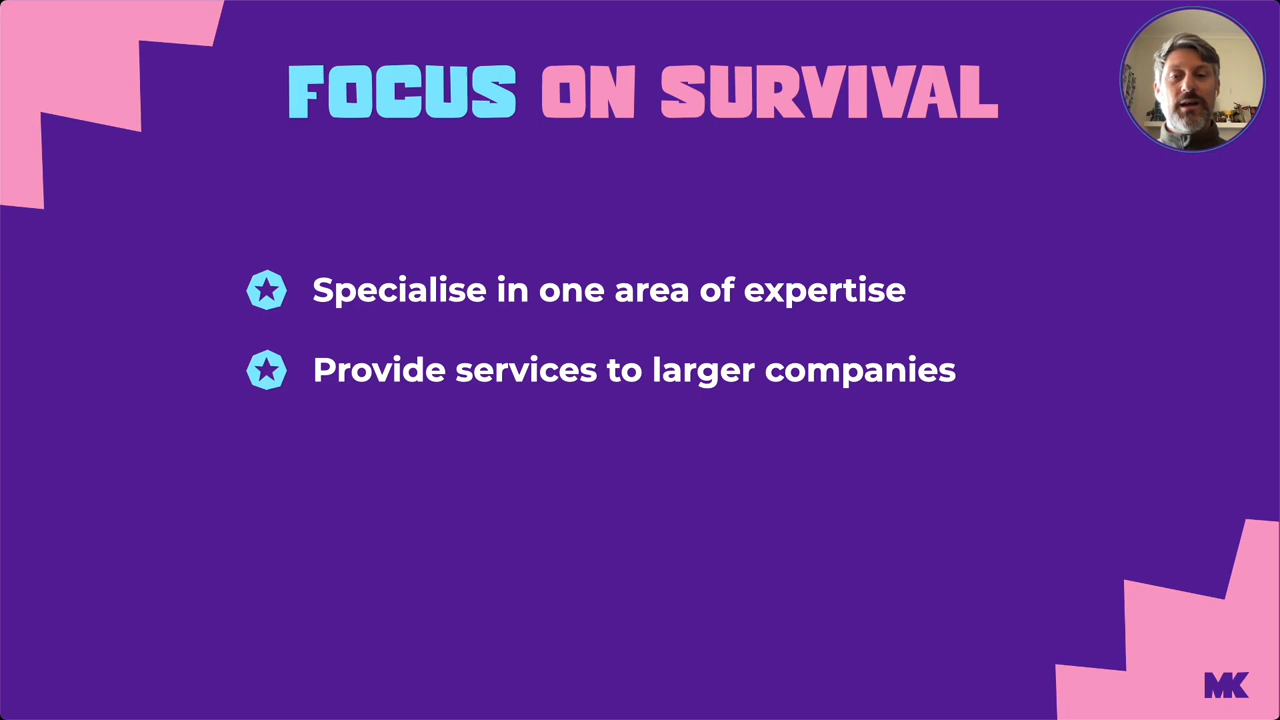 FOCUS ON SURVIVAL
Specialise in one area of expertise
Provide services to larger companies
MK